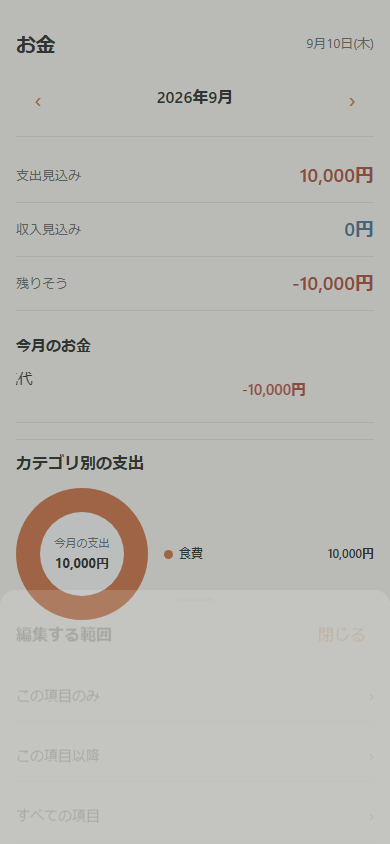 お金
9月10日(木)
‹ 2026年9月 ›
支出見込み 10,000円
収入見込み 0円
残りそう -10,000円
今月のお金
代 -10,000円
カテゴリ別の支出
今月の支出
10,000円
食費 10,000円
編集する範囲 閉じる
この項目のみ ›
この項目以降 ›
すべての項目 ›